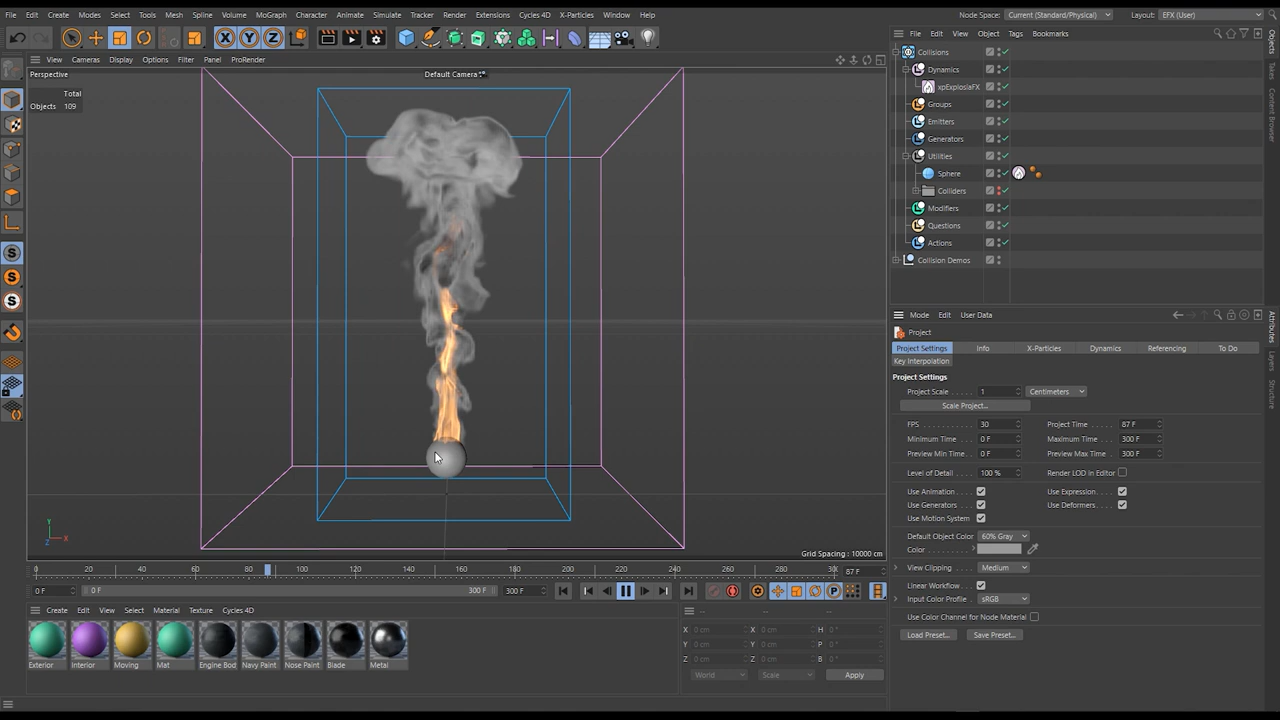 File Edit Create Modes Select Tools Mesh Spline Volume MoGraph Character Animate Simulate Tracker Render Extensions Cycles 4D X-Particles Window Help Node Space: Current (Standard/Physical) Layout: EFX (User)
X Y Z
View Cameras Display Options Filter Panel ProRender
Perspective
Default Camera
Total
Objects 109
Grid Spacing : 10000 cm
Y
X
Z
S
S
S
P
File Edit View Object Tags Bookmarks
Collisions
Dynamics
xpExplosiaFX
Groups
Emitters
Generators
Utilities
Sphere
Colliders
Modifiers
Questions
Actions
Collision Demos
Objects
Takes
Content Browser
Mode Edit User Data
Project
Project Settings Info X-Particles Dynamics Referencing To Do
Key Interpolation
Project Settings
Project Scale 1 Centimeters
Scale Project...
FPS 30 Project Time 87 F
Minimum Time 0 F Maximum Time 300 F
Preview Min Time 0 F Preview Max Time 300 F
Level of Detail 100 % Render LOD in Editor
Use Animation Use Expression
Use Generators Use Deformers
Use Motion System
Default Object Color 60% Gray
Color
View Clipping Medium
Linear Workflow
Input Color Profile sRGB
Use Color Channel for Node Material
Load Preset... Save Preset...
Attributes
Layers
Structure
0 20 40 60 80 100 120 140 160 180 200 220 240 260 280 30 87 F
0 F 0 F 300 F 300 F
Create Edit View Select Material Texture Cycles 4D
Exterior Interior Moving Mat Engine Bod Navy Paint Nose Paint Blade Metal
-- -- --
X 0 cm X 0 cm H 0 °
Y 0 cm Y 0 cm P 0 °
Z 0 cm Z 0 cm B 0 °
World Scale Apply